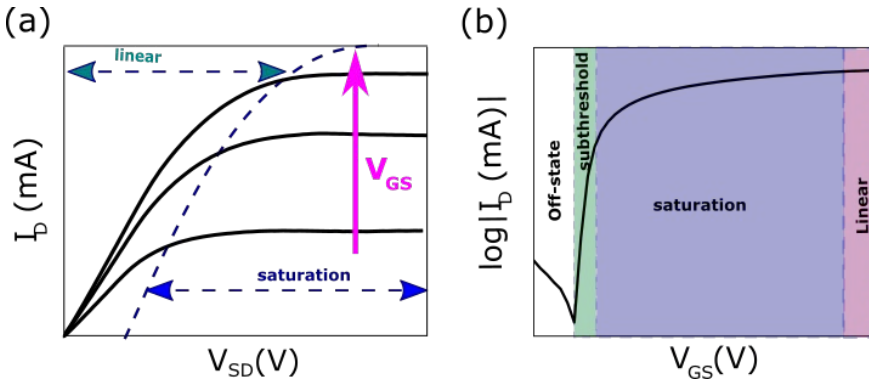 (a)
linear
I_D (mA)
V_GS
saturation
V_SD(V)
(b)
log|I_D (mA)|
Off-state
subthreshold
saturation
Linear
V_GS(V)